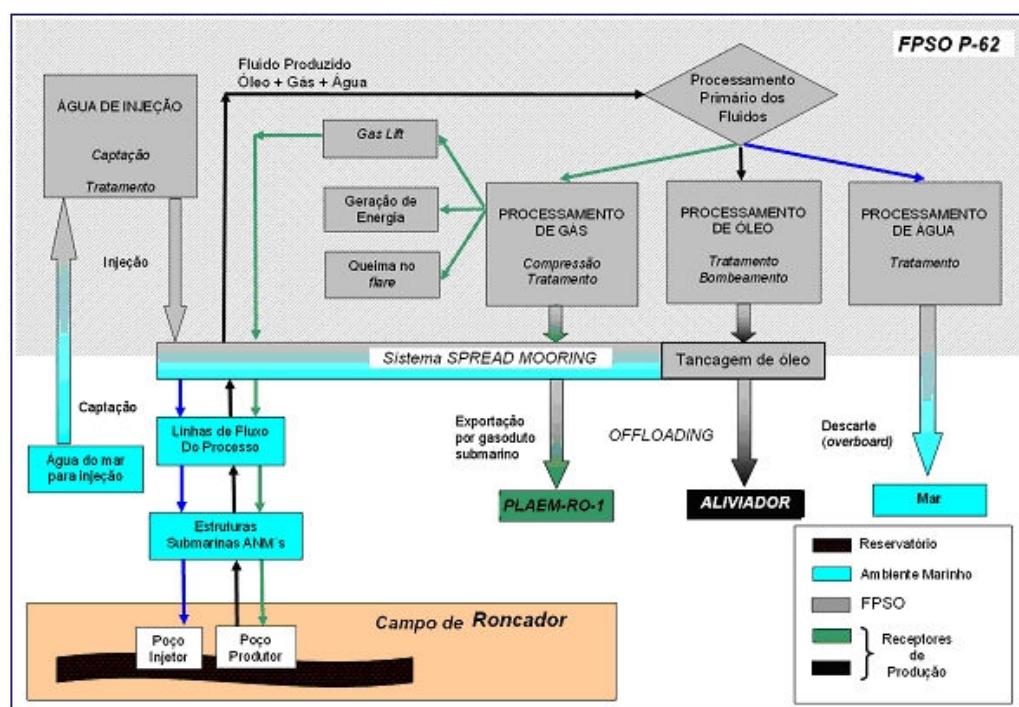 FPSO P-62
Fluido Produzido
Óleo + Gás + Água
Processamento
Primário dos
Fluidos
ÁGUA DE INJEÇÃO
Captação
Tratamento
Gas Lift
Geração de
Energia
Queima no
flare
PROCESSAMENTO
DE GÁS
Compressão
Tratamento
PROCESSAMENTO
DE ÓLEO
Tratamento
Bombeamento
PROCESSAMENTO
DE ÁGUA
Tratamento
Injeção
Sistema SPREAD MOORING
Tancagem de óleo
Captação
Linhas de Fluxo
Do Processo
Exportação
por gasoduto
submarino
OFFLOADING
Descarte
(overboard)
Água do mar
para injeção
PLAEM-RO-1
ALIVIADOR
Mar
Estruturas
Submarinas ANM´s
Reservatório
Ambiente Marinho
FPSO
Receptores
de
Produção
Campo de Roncador
Poço
Injetor
Poço
Produtor